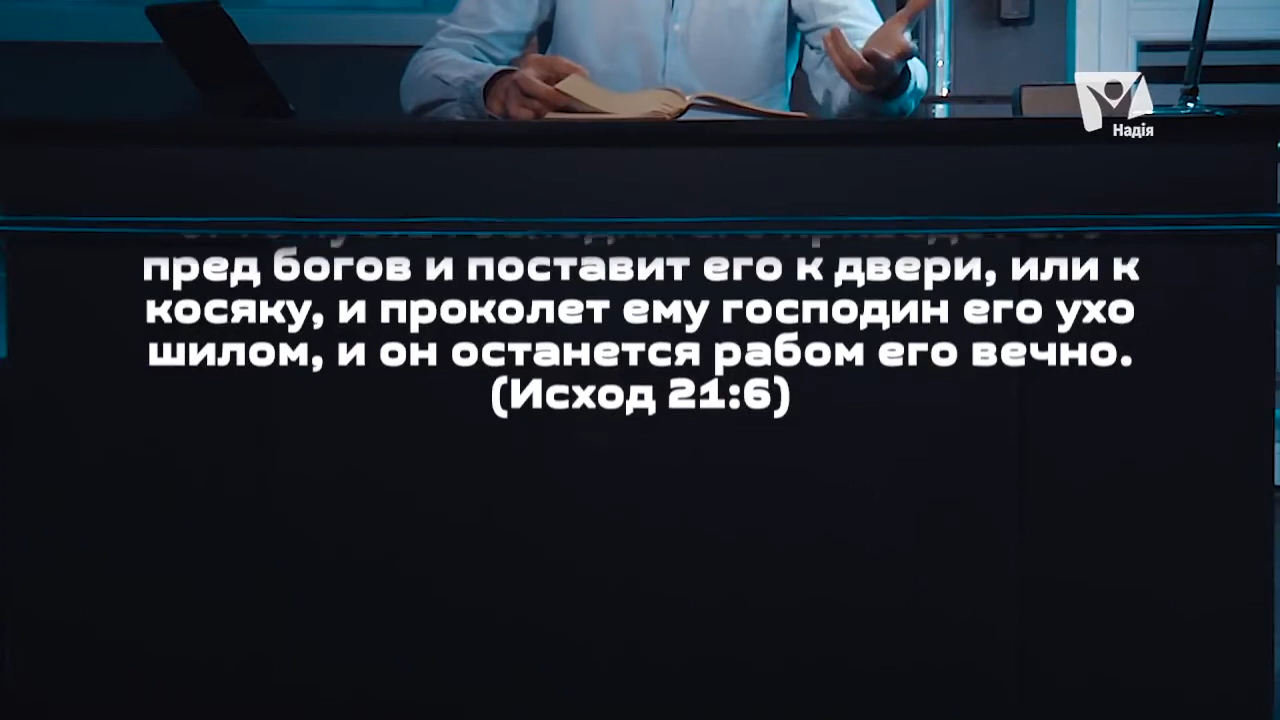 Надія
пред богов и поставит его к двери, или к
косяку, и проколет ему господин его ухо
шилом, и он останется рабом его вечно.
(Исход 21:6)